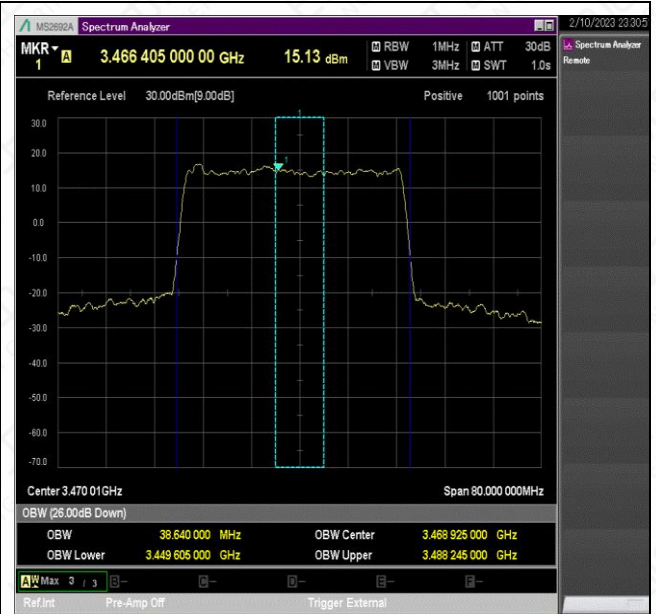 MS2692A Spectrum Analyzer
2/10/2023 23:305
MKR 1 A 3.466 405 000 00 GHz 15.13 dBm
M RBW 1MHz M ATT 30dB
M VBW 3MHz M SWT 1.0s
Spectrum Analyzer
Remote
Reference Level 30.00dBm[9.00dB] Positive 1001 points
1
30.0
20.0
1
10.0
0.0
-10.0
-20.0
-30.0
-40.0
-50.0
-60.0
-70.0
Center 3.470 01GHz Span 80.000 000MHz
OBW (26.00dB Down)
OBW 38.640 000 MHz OBW Center 3.468 925 000 GHz
OBW Lower 3.449 605 000 GHz OBW Upper 3.488 245 000 GHz
A W Max 3 / 3 B- C- D- E- F-
Ref.Int Pre-Amp Off Trigger External